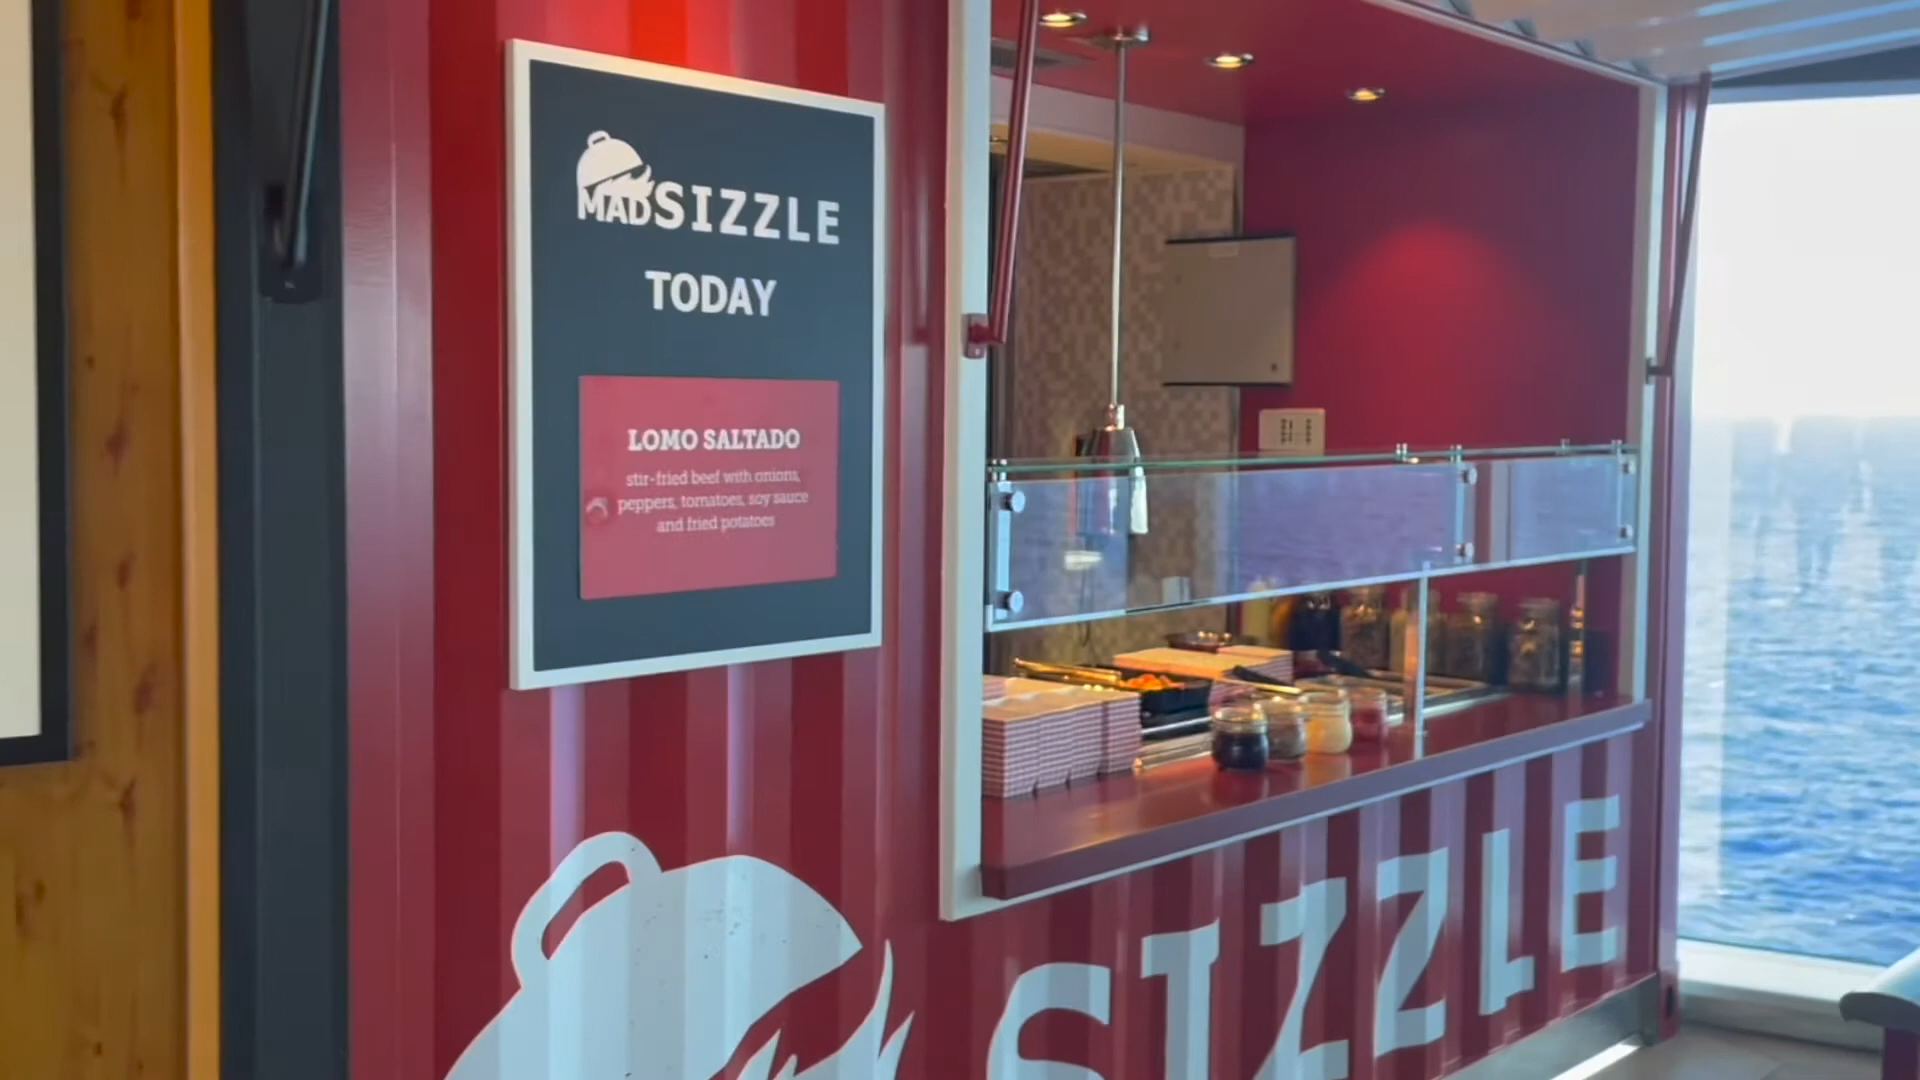 MAD SIZZLE
TODAY
LOMO SALTADO
stir-fried beef with onions,
peppers, tomatoes, soy sauce
and fried potatoes
SIZZLE